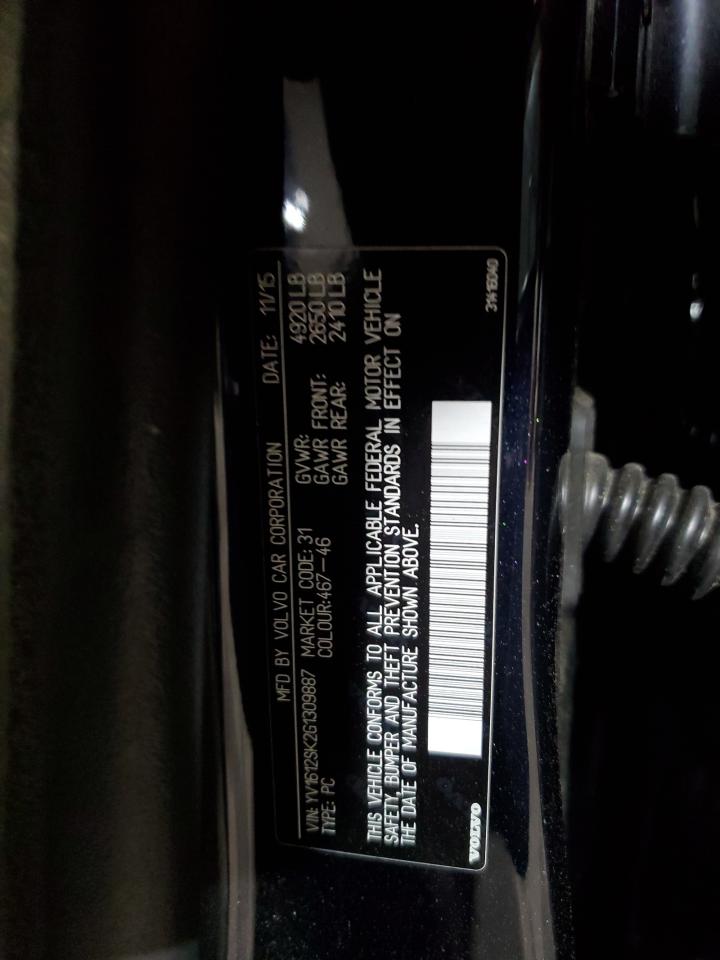 MFD BY VOLVO CAR CORPORATION DATE: 11/15
VIN: YV1612SK2G1309887 MARKET CODE: 31 GVWR: 4920 LB
TYPE: PC COLOUR:467-46 GAWR FRONT: 2650 LB
GAWR REAR: 2410 LB
THIS VEHICLE CONFORMS TO ALL APPLICABLE FEDERAL MOTOR VEHICLE
SAFETY, BUMPER AND THEFT PREVENTION STANDARDS IN EFFECT ON
THE DATE OF MANUFACTURE SHOWN ABOVE.
VOLVO 31416040